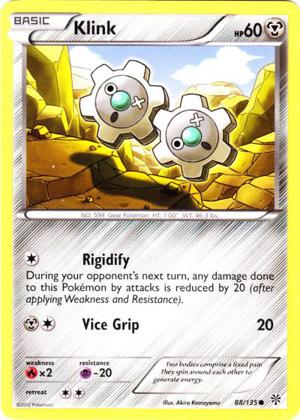 BASIC
Klink
HP60
NO. 599 Gear Pokémon HT. 1'00" WT. 46.3 lbs.
Rigidify
During your opponent's next turn, any damage done
to this Pokémon by attacks is reduced by 20 (after
applying Weakness and Resistance).
Vice Grip 20
weakness
×2
resistance
-20
retreat
Two bodies comprise a fixed pair.
They spin around each other to
generate energy.
©2012 Pokémon
Illus. Akira Komayama
88/135